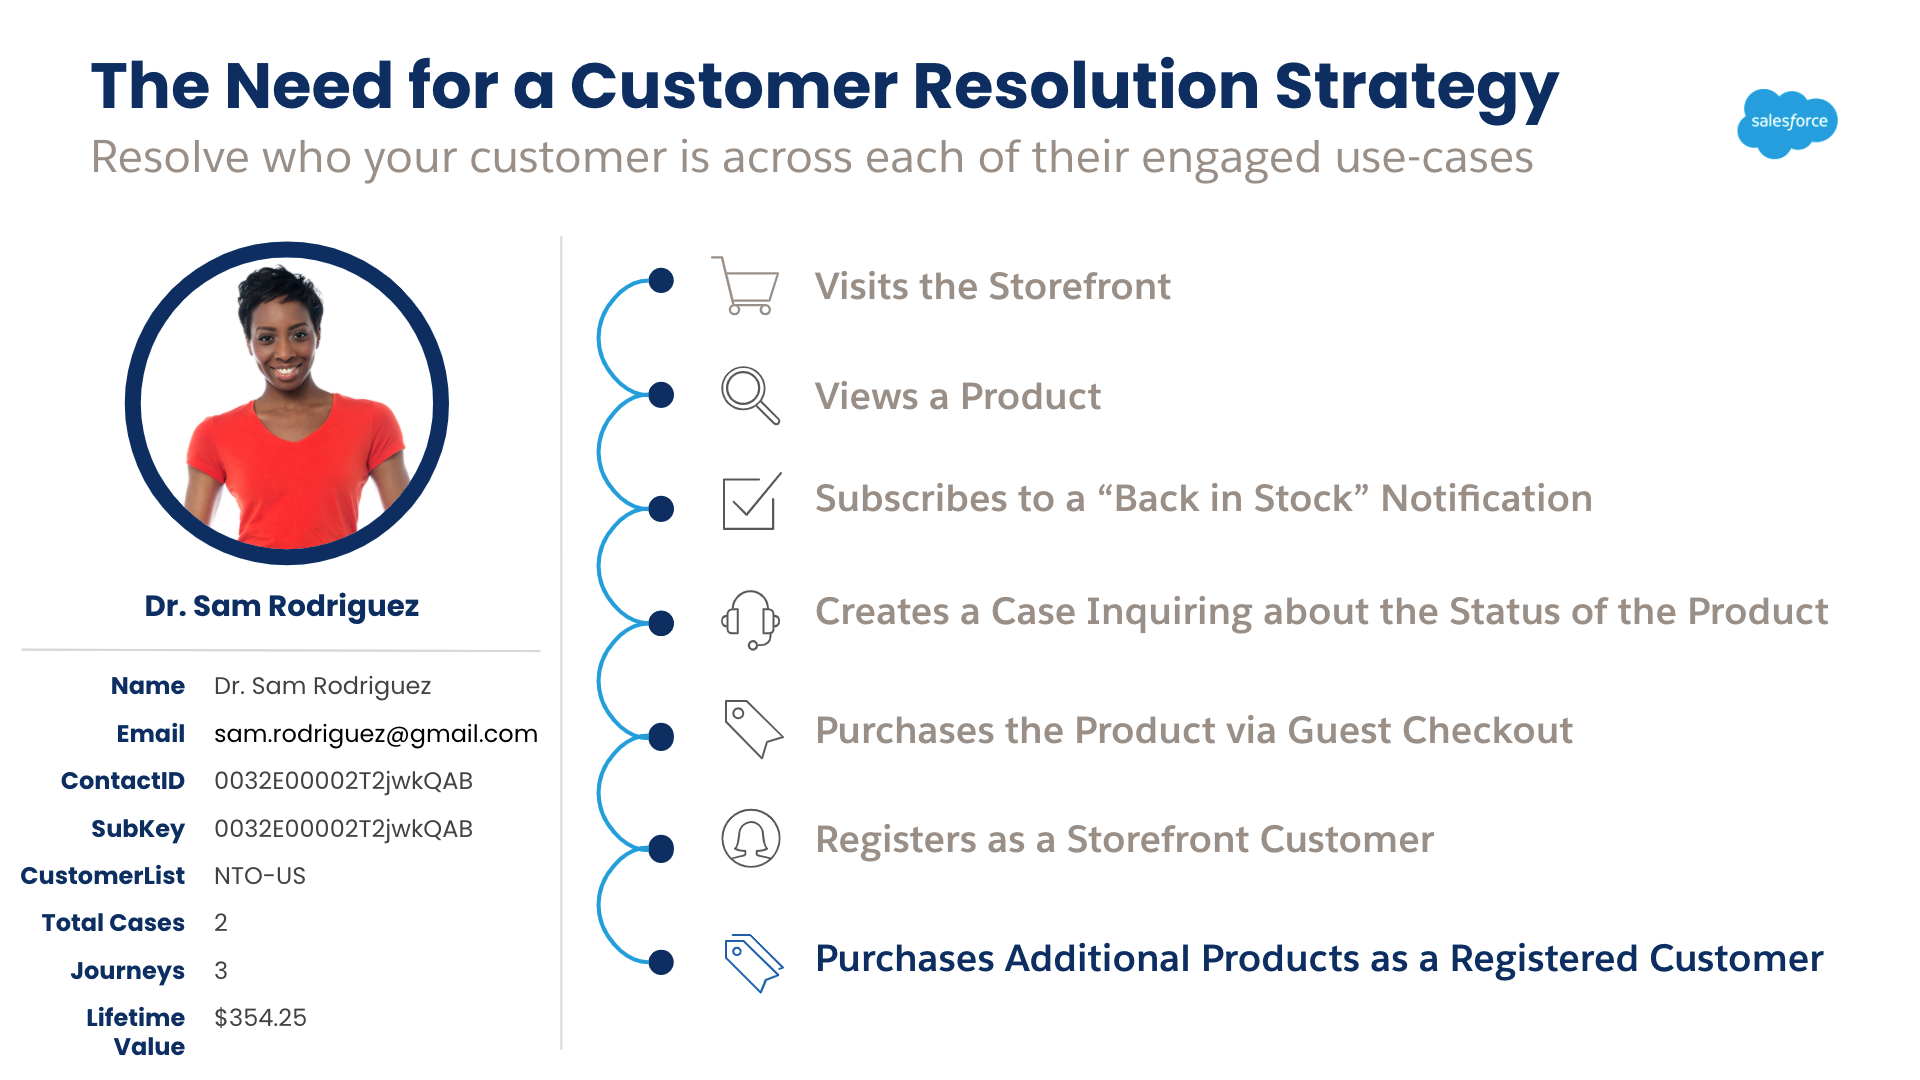 The Need for a Customer Resolution Strategy
Resolve who your customer is across each of their engaged use-cases
salesforce
Dr. Sam Rodriguez
Name Dr. Sam Rodriguez
Email sam.rodriguez@gmail.com
ContactID 0032E00002T2jwkQAB
SubKey 0032E00002T2jwkQAB
CustomerList NTO-US
Total Cases 2
Journeys 3
Lifetime $354.25
Value
Visits the Storefront
Views a Product
Subscribes to a “Back in Stock” Notification
Creates a Case Inquiring about the Status of the Product
Purchases the Product via Guest Checkout
Registers as a Storefront Customer
Purchases Additional Products as a Registered Customer